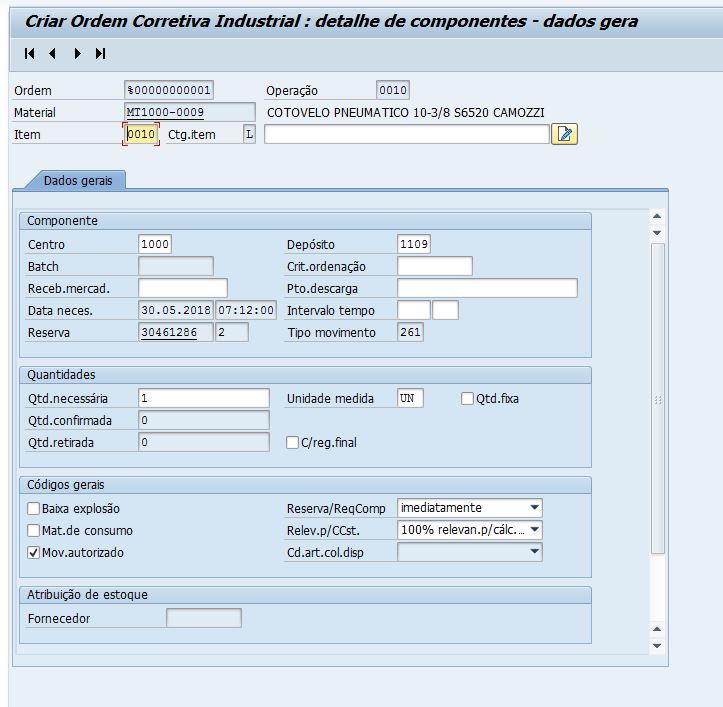 Criar Ordem Corretiva Industrial : detalhe de componentes - dados gera
Ordem %00000000001 Operação 0010
Material MT1000-0009 COTOVELO PNEUMATICO 10-3/8 S6520 CAMOZZI
Item 0010 Ctg.item L
Dados gerais
Componente
Centro 1000 Depósito 1109
Batch Crit.ordenação
Receb.mercad. Pto.descarga
Data neces. 30.05.2018 07:12:00 Intervalo tempo
Reserva 30461286 2 Tipo movimento 261
Quantidades
Qtd.necessária 1 Unidade medida UN Qtd.fixa
Qtd.confirmada 0
Qtd.retirada 0 C/reg.final
Códigos gerais
Baixa explosão Reserva/ReqComp imediatamente
Mat.de consumo Relev.p/CCst. 100% relevan.p/cálc....
Mov.autorizado Cd.art.col.disp
Atribuição de estoque
Fornecedor